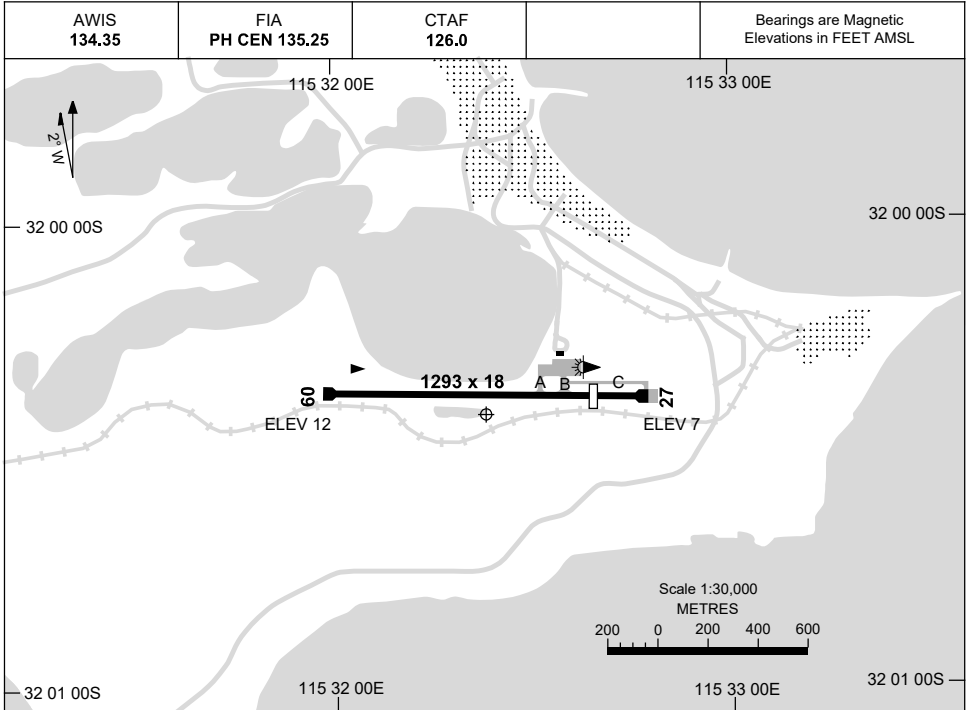 AWIS
134.35
FIA
PH CEN 135.25
CTAF
126.0
Bearings are Magnetic
Elevations in FEET AMSL
115 32 00E
115 33 00E
2° W
32 00 00S
32 00 00S
1293 x 18
A
B
C
09
27
ELEV 12
ELEV 7
Scale 1:30,000
METRES
200 0 200 400 600
32 01 00S
115 32 00E
115 33 00E
32 01 00S